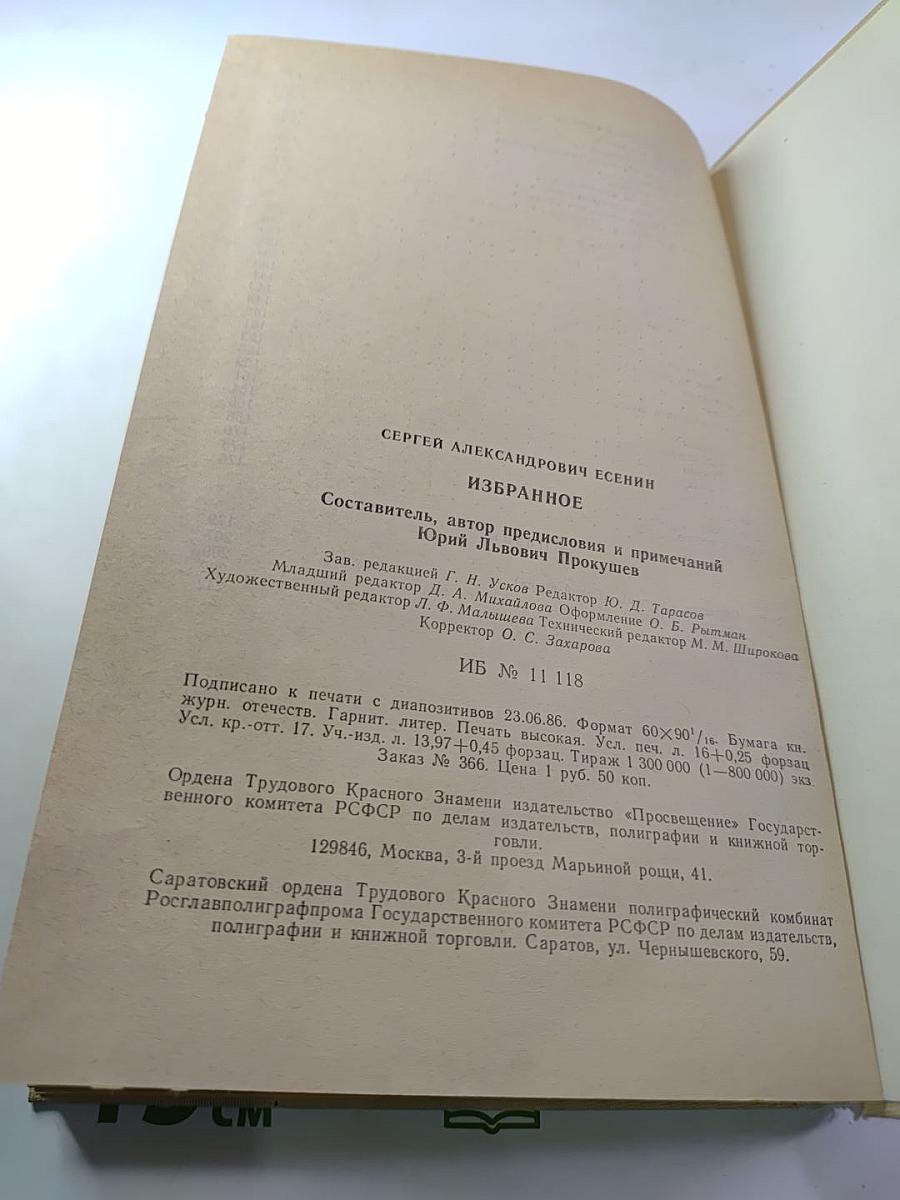 СЕРГЕЙ АЛЕКСАНДРОВИЧ ЕСЕНИН
ИЗБРАННОЕ
Составитель, автор предисловия и примечаний
Юрий Львович Прокушев
Зав. редакцией Г. Н. Усков Редактор Ю. Д. Тарасов
Младший редактор Д. А. Михайлова Оформление О. Б. Рытман
Художественный редактор Л. Ф. Малышева Технический редактор М. М. Широкова
Корректор О. С. Захарова
ИБ № 11 118
Подписано к печати с диапозитивов 23.06.86. Формат 60×90¹/₁₆. Бумага кн.
журн. отечеств. Гарнит. литер. Печать высокая. Усл. печ. л. 16+0,25 форзац
Усл. кр.-отт. 17. Уч.-изд. л. 13,97+0,45 форзац. Тираж 1 300 000 (1—800 000) экз.
Заказ № 366. Цена 1 руб. 50 коп.
Ордена Трудового Красного Знамени издательство «Просвещение» Государст-
венного комитета РСФСР по делам издательств, полиграфии и книжной тор-
говли.
129846, Москва, 3-й проезд Марьиной рощи, 41.
Саратовский ордена Трудового Красного Знамени полиграфический комбинат
Росглавполиграфпрома Государственного комитета РСФСР по делам издательств,
полиграфии и книжной торговли. Саратов, ул. Чернышевского, 59.
см